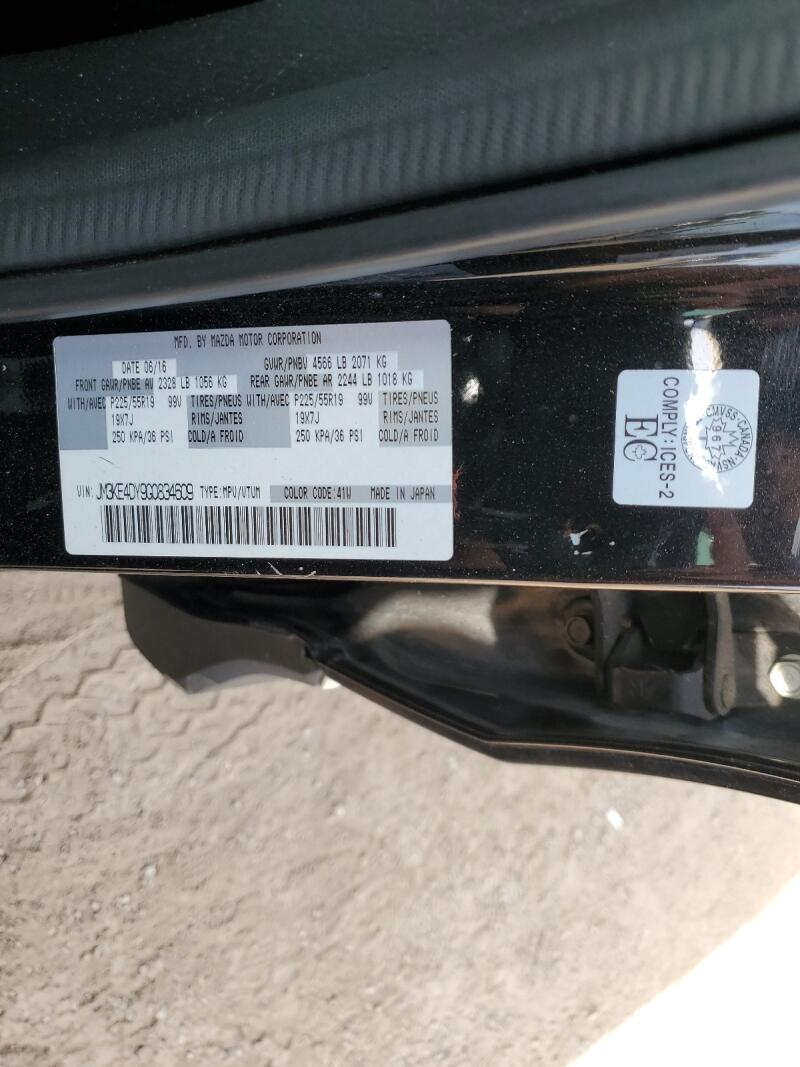 MFD. BY MAZDA MOTOR CORPORATION
DATE 06/16 GVWR/PNBV 4566 LB 2071 KG
FRONT GAWR/PNBE AV 2328 LB 1056 KG REAR GAWR/PNBE AR 2244 LB 1018 KG
WITH/AVEC P225/55R19 99V TIRES/PNEUS WITH/AVEC P225/55R19 99V TIRES/PNEUS
19X7J RIMS/JANTES 19X7J RIMS/JANTES
250 KPA/36 PSI COLD/A FROID 250 KPA/36 PSI COLD/A FROID
VIN: JM3KE4DY9G0834609 TYPE:MPV/VTUM COLOR CODE:41W MADE IN JAPAN
COMPLY:ICES-2
EC
CMVSS-CANADA-NSV
967